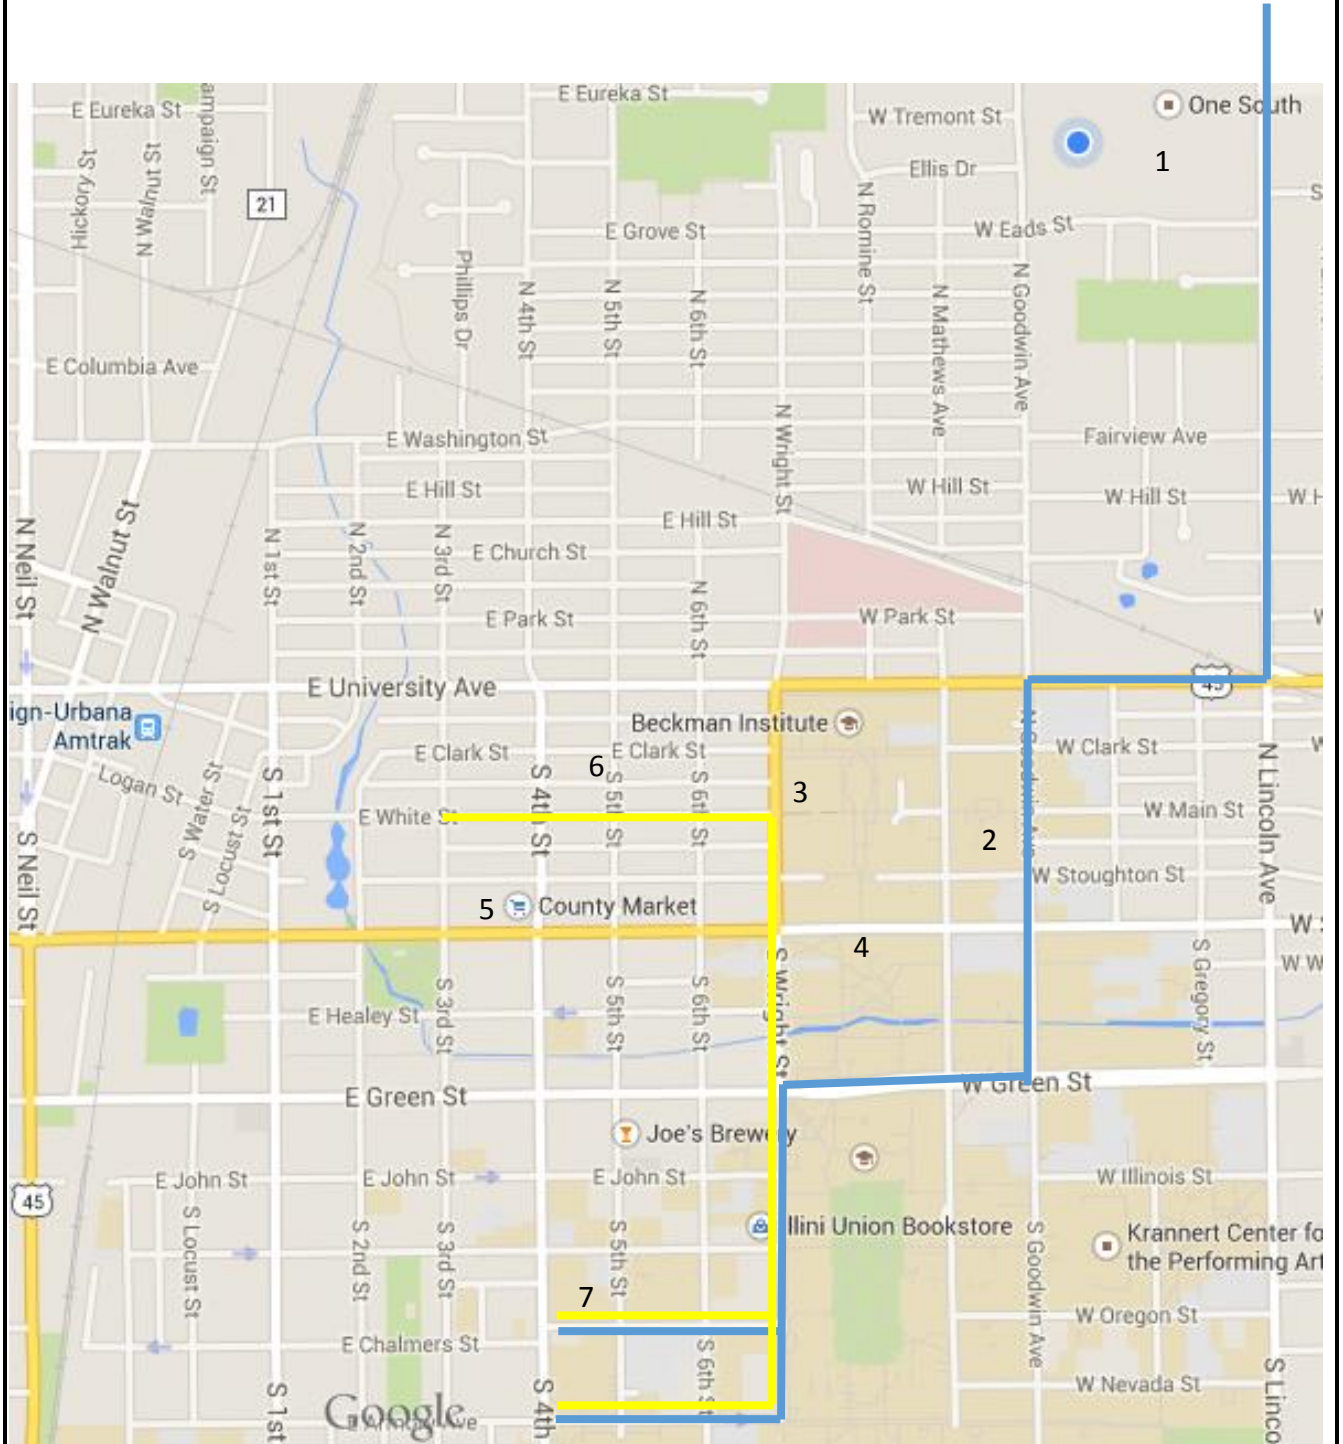 E Eureka St
ampaign St
E Eureka St
W Tremont St
One South
1
Hickory St
N Walnut St
21
Ellis Dr
N Romine St
E Grove St
W Eads St
S
Phillips Dr
N 4th St
N 5th St
N 6th St
N Mathews Ave
N Goodwin Ave
E Columbia Ave
E Washington St
N Wright St
Fairview Ave
E Hill St
W Hill St
W Hill St
W H
N Neil St
N Walnut St
N 1st St
N 2nd St
N 3rd St
E Hill St
E Church St
N 6th St
E Park St
W Park St
E University Ave
45
ign-Urbana
Amtrak
Beckman Institute
N Goodwin Ave
W Clark St
E Clark St
E Clark St
6
Logan St
S Water St
S Locust St
S 1st St
S 4th St
S 5th St
S 6th St
3
N Lincoln Ave
E White St
W Main St
2
S Neil St
W Stoughton St
5
County Market
4
W
S Wright St
S Gregory St
W W
S 3rd St
S 5th St
S 6th St
E Healey St
E Green St
W Green St
Joe's Brewery
E John St
E John St
E John St
W Illinois St
45
S Locust St
S 2nd St
S 3rd St
S 5th St
Illini Union Bookstore
S Goodwin Ave
Krannert Center fo
the Performing Art
7
W Oregon St
E Chalmers St
S 6th St
W Nevada St
S 1st
Google
S 4th
S Linco